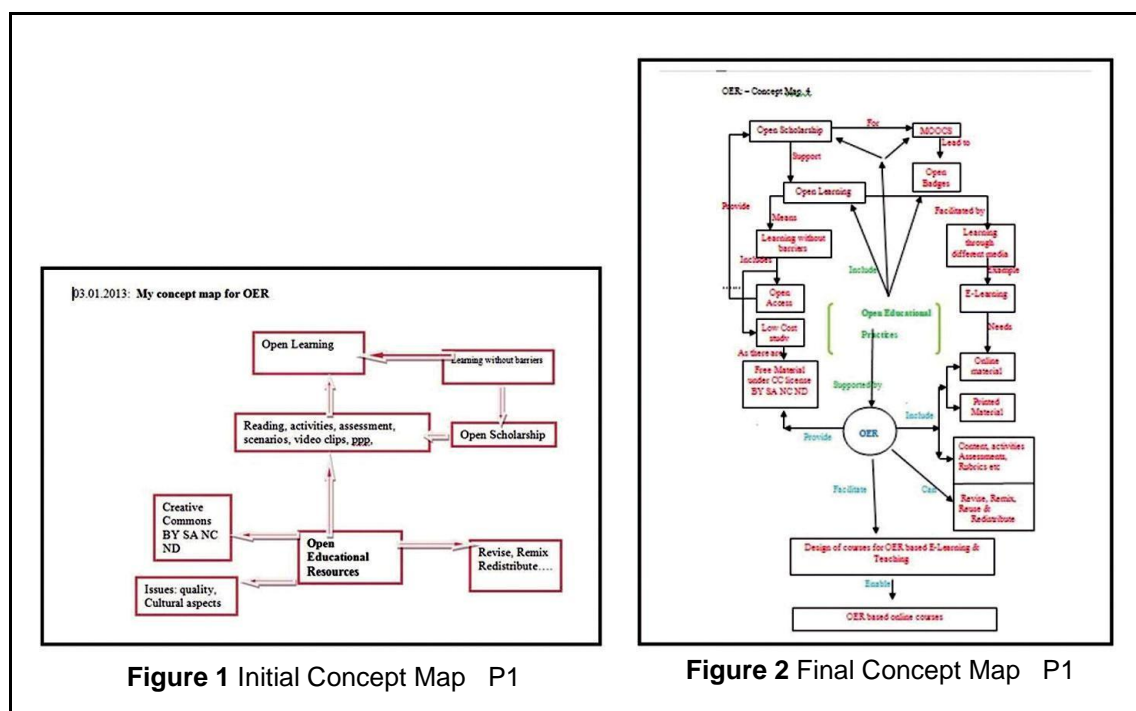 03.01.2013:  My concept map for OER
Open Learning
Learning without barriers
Reading, activities, assessment,
scenarios, video clips, ppp,
Open Scholarship
Creative
Commons
BY SA NC
ND
Open
Educational
Resources
Revise, Remix
Redistribute….
Issues: quality,
Cultural aspects
Figure 1 Initial Concept Map   P1
OER: – Concept Map 4
Open Scholarship
For
MOOCS
Lead to
Support
Open
Badges
Open Learning
Provide
Means
Facilitated by
Learning without
barriers
Learning
through
different media
Includes
Include
Example
Open
Access
E-Learning
Open Educational
Practices
Low Cost
study
Needs
As there are
Online
material
Free Material
under CC license
BY SA NC ND
Supported by
Printed
Material
Include
OER
Provide
Content, activities
Assessments,
Rubrics etc
Facilitate
Can
Revise, Remix,
Reuse &
Redistribute
Design of courses for OER based E-Learning &
Teaching
Enable
OER based online courses
Figure 2 Final Concept Map   P1